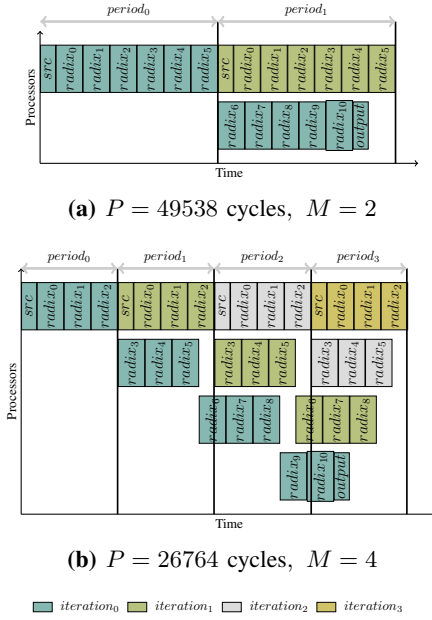 period₀ period₁
src radix₀ radix₁ radix₂ radix₃ radix₄ radix₅ src radix₀ radix₁ radix₂ radix₃ radix₄ radix₅
radix₆ radix₇ radix₈ radix₉ radix₁₀ output
Processors
Time
(a) P = 49538 cycles, M = 2
period₀ period₁ period₂ period₃
src radix₀ radix₁ radix₂ src radix₀ radix₁ radix₂ src radix₀ radix₁ radix₂ src radix₀ radix₁ radix₂
radix₃ radix₄ radix₅ radix₃ radix₄ radix₅ radix₃ radix₄ radix₅
Processors
radix₆ radix₇ radix₈ radix₆ radix₇ radix₈
radix₉ radix₁₀ output
Time
(b) P = 26764 cycles, M = 4
iteration₀ iteration₁ iteration₂ iteration₃